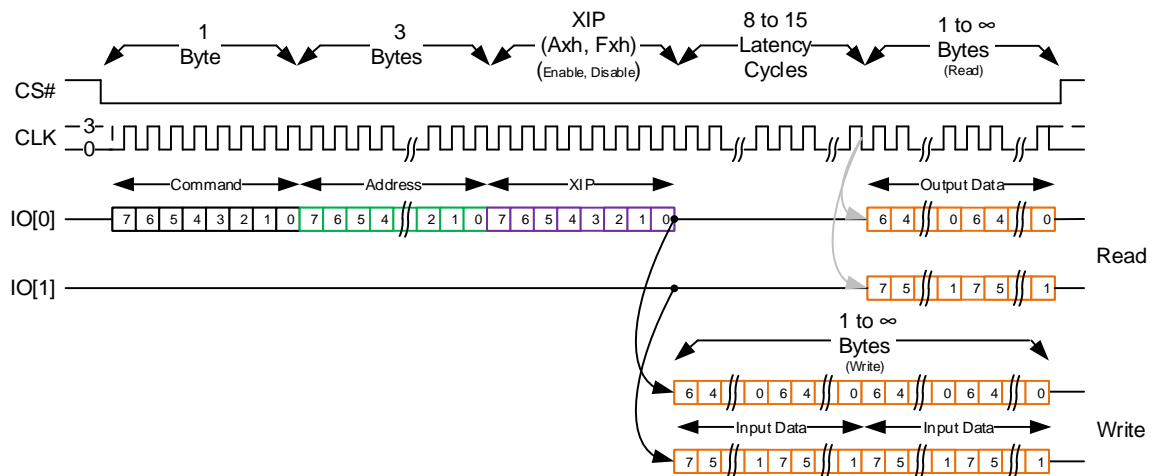 1
Byte
3
Bytes
XIP
(Axh, Fxh)
(Enable, Disable)
8 to 15
Latency
Cycles
1 to ∞
Bytes
(Read)
CS#
CLK
3
0
Command
Address
XIP
Output Data
IO[0]
7 6 5 4 3 2 1 0 7 6 5 4 2 1 0 7 6 5 4 3 2 1 0 6 4 0 6 4 0
Read
IO[1]
7 5 1 7 5 1
1 to ∞
Bytes
(Write)
6 4 0 6 4 0 6 4 0 6 4 0
Input Data Input Data
Write
7 5 1 7 5 1 7 5 1 7 5 1